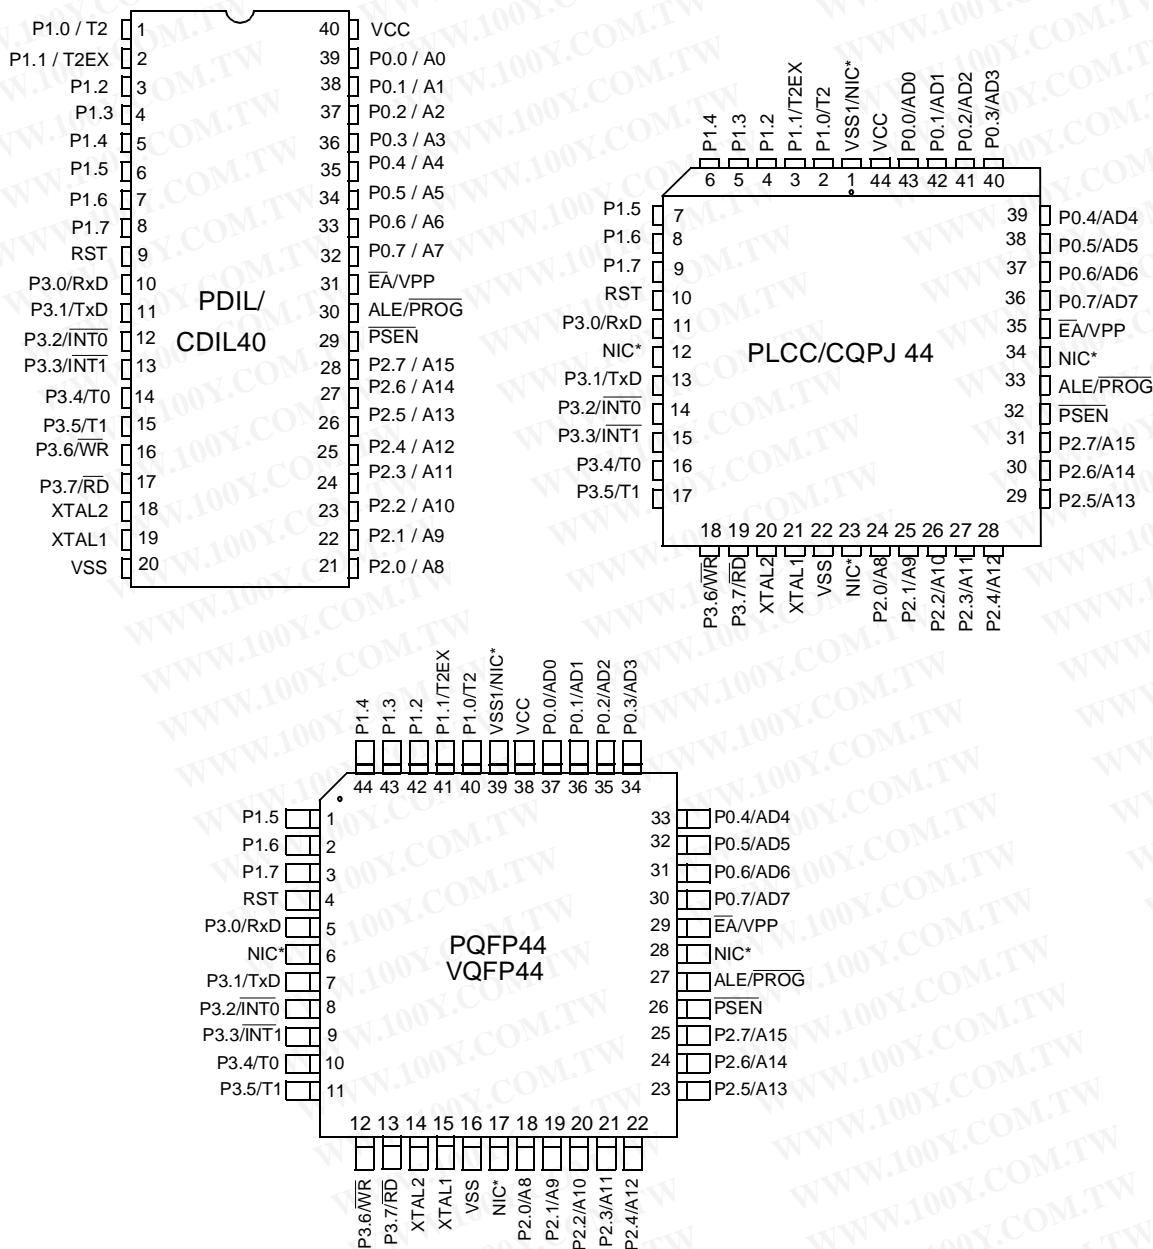 P1.0 / T2 1 40 VCC
P1.1 / T2EX 2 39 P0.0 / A0
P1.2 3 38 P0.1 / A1
P1.3 4 37 P0.2 / A2
P1.4 5 36 P0.3 / A3
P1.5 6 35 P0.4 / A4
P1.6 7 34 P0.5 / A5
P1.7 8 33 P0.6 / A6
RST 9 32 P0.7 / A7
P3.0/RxD 10 31 EA/VPP
P3.1/TxD 11 30 ALE/PROG
P3.2/INT0 12 29 PSEN
P3.3/INT1 13 28 P2.7 / A15
P3.4/T0 14 27 P2.6 / A14
P3.5/T1 15 26 P2.5 / A13
P3.6/WR 16 25 P2.4 / A12
P3.7/RD 17 24 P2.3 / A11
XTAL2 18 23 P2.2 / A10
XTAL1 19 22 P2.1 / A9
VSS 20 21 P2.0 / A8
PDIL/
CDIL40
P1.4 P1.3 P1.2 P1.1/T2EX P1.0/T2 VSS1/NIC* VCC P0.0/AD0 P0.1/AD1 P0.2/AD2 P0.3/AD3
6 5 4 3 2 1 44 43 42 41 40
P1.5 7 39 P0.4/AD4
P1.6 8 38 P0.5/AD5
P1.7 9 37 P0.6/AD6
RST 10 36 P0.7/AD7
P3.0/RxD 11 35 EA/VPP
NIC* 12 34 NIC*
P3.1/TxD 13 33 ALE/PROG
P3.2/INT0 14 32 PSEN
P3.3/INT1 15 31 P2.7/A15
P3.4/T0 16 30 P2.6/A14
P3.5/T1 17 29 P2.5/A13
PLCC/CQPJ 44
18 19 20 21 22 23 24 25 26 27 28
P3.6/WR P3.7/RD XTAL2 XTAL1 VSS NIC* P2.0/A8 P2.1/A9 P2.2/A10 P2.3/A11 P2.4/A12
P1.4 P1.3 P1.2 P1.1/T2EX P1.0/T2 VSS1/NIC* VCC P0.0/AD0 P0.1/AD1 P0.2/AD2 P0.3/AD3
44 43 42 41 40 39 38 37 36 35 34
P1.5 1 33 P0.4/AD4
P1.6 2 32 P0.5/AD5
P1.7 3 31 P0.6/AD6
RST 4 30 P0.7/AD7
P3.0/RxD 5 29 EA/VPP
NIC* 6 28 NIC*
P3.1/TxD 7 27 ALE/PROG
P3.2/INT0 8 26 PSEN
P3.3/INT1 9 25 P2.7/A15
P3.4/T0 10 24 P2.6/A14
P3.5/T1 11 23 P2.5/A13
PQFP44
VQFP44
12 13 14 15 16 17 18 19 20 21 22
P3.6/WR P3.7/RD XTAL2 XTAL1 VSS NIC* P2.0/A8 P2.1/A9 P2.2/A10 P2.3/A11 P2.4/A12
WWW.100Y.COM.TW